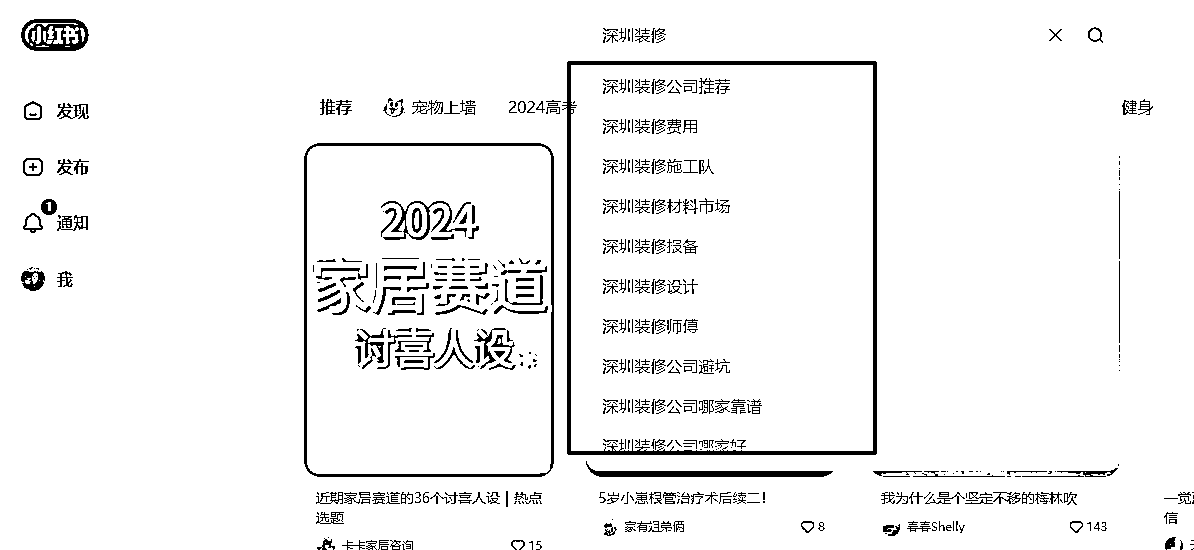 小红书
深圳装修
发现
发布
1
通知
我
推荐
宠物上墙
2024高考
健身
深圳装修公司推荐
深圳装修费用
深圳装修施工队
深圳装修材料市场
深圳装修报备
深圳装修设计
深圳装修师傅
深圳装修公司避坑
深圳装修公司哪家靠谱
深圳装修公司哪家好
2024
家居赛道
讨喜人设
近期家居赛道的36个讨喜人设 | 热点
选题
卡卡家居咨询
15
5岁小患根管治疗术后续二！
家有姐弟俩
8
我为什么是个坚定不移的梅林吹
春春Shelly
143
一觉
信